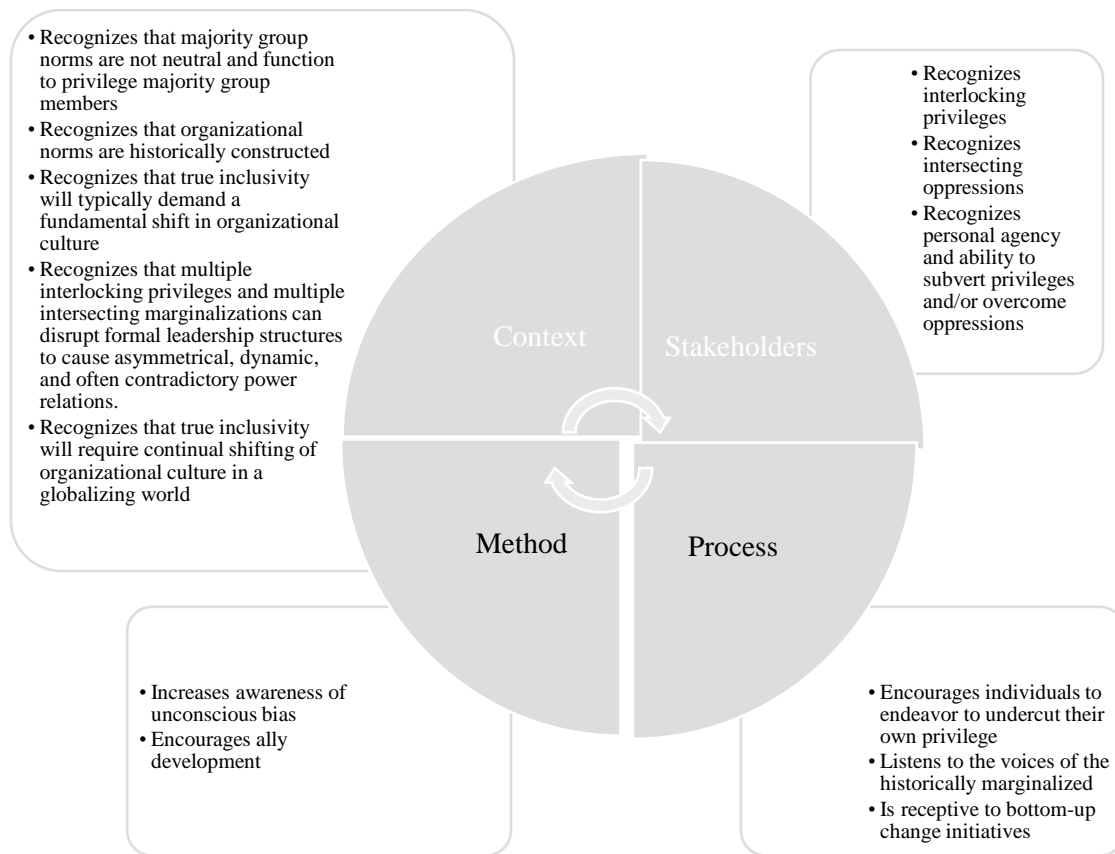 • Recognizes that majority group
norms are not neutral and function
to privilege majority group
members
• Recognizes that organizational
norms are historically constructed
• Recognizes that true inclusivity
will typically demand a
fundamental shift in organizational
culture
• Recognizes that multiple
interlocking privileges and multiple
intersecting marginalizations can
disrupt formal leadership structures
to cause asymmetrical, dynamic,
and often contradictory power
relations.
• Recognizes that true inclusivity
will require continual shifting of
organizational culture in a
globalizing world
• Recognizes
interlocking
privileges
• Recognizes
intersecting
oppressions
• Recognizes
personal agency
and ability to
subvert privileges
and/or overcome
oppressions
Context
Stakeholders
Method
Process
• Increases awareness of
unconscious bias
• Encourages ally
development
• Encourages individuals to
endeavor to undercut their
own privilege
• Listens to the voices of the
historically marginalized
• Is receptive to bottom-up
change initiatives